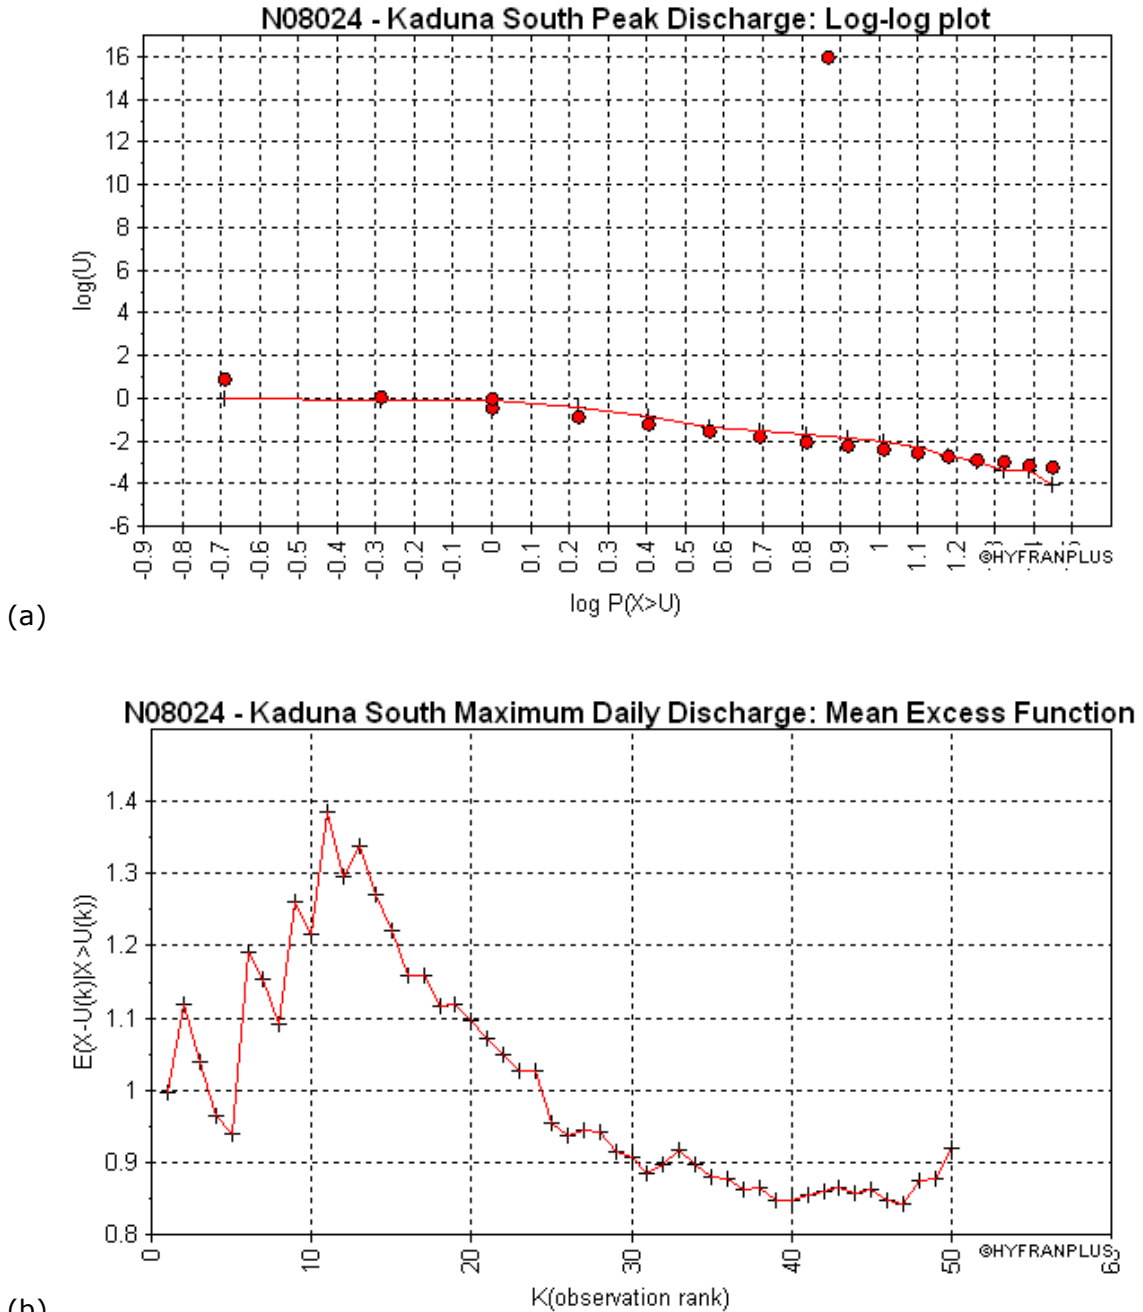 N08024 - Kaduna South Peak Discharge: Log-log plot
16
14
12
10
8
6
4
2
0
-2
-4
-6
log(U)
-0.9 -0.8 -0.7 -0.6 -0.5 -0.4 -0.3 -0.2 -0.1 0 0.1 0.2 0.3 0.4 0.5 0.6 0.7 0.8 0.9 1 1.1 1.2
©HYFRANPLUS
log P(X>U)
(a)
N08024 - Kaduna South Maximum Daily Discharge: Mean Excess Function
1.4
1.3
1.2
1.1
1
0.9
0.8
E(X-U(k)|X>U(k))
0 10 20 30 40 50
©HYFRANPLUS
K(observation rank)
(b)